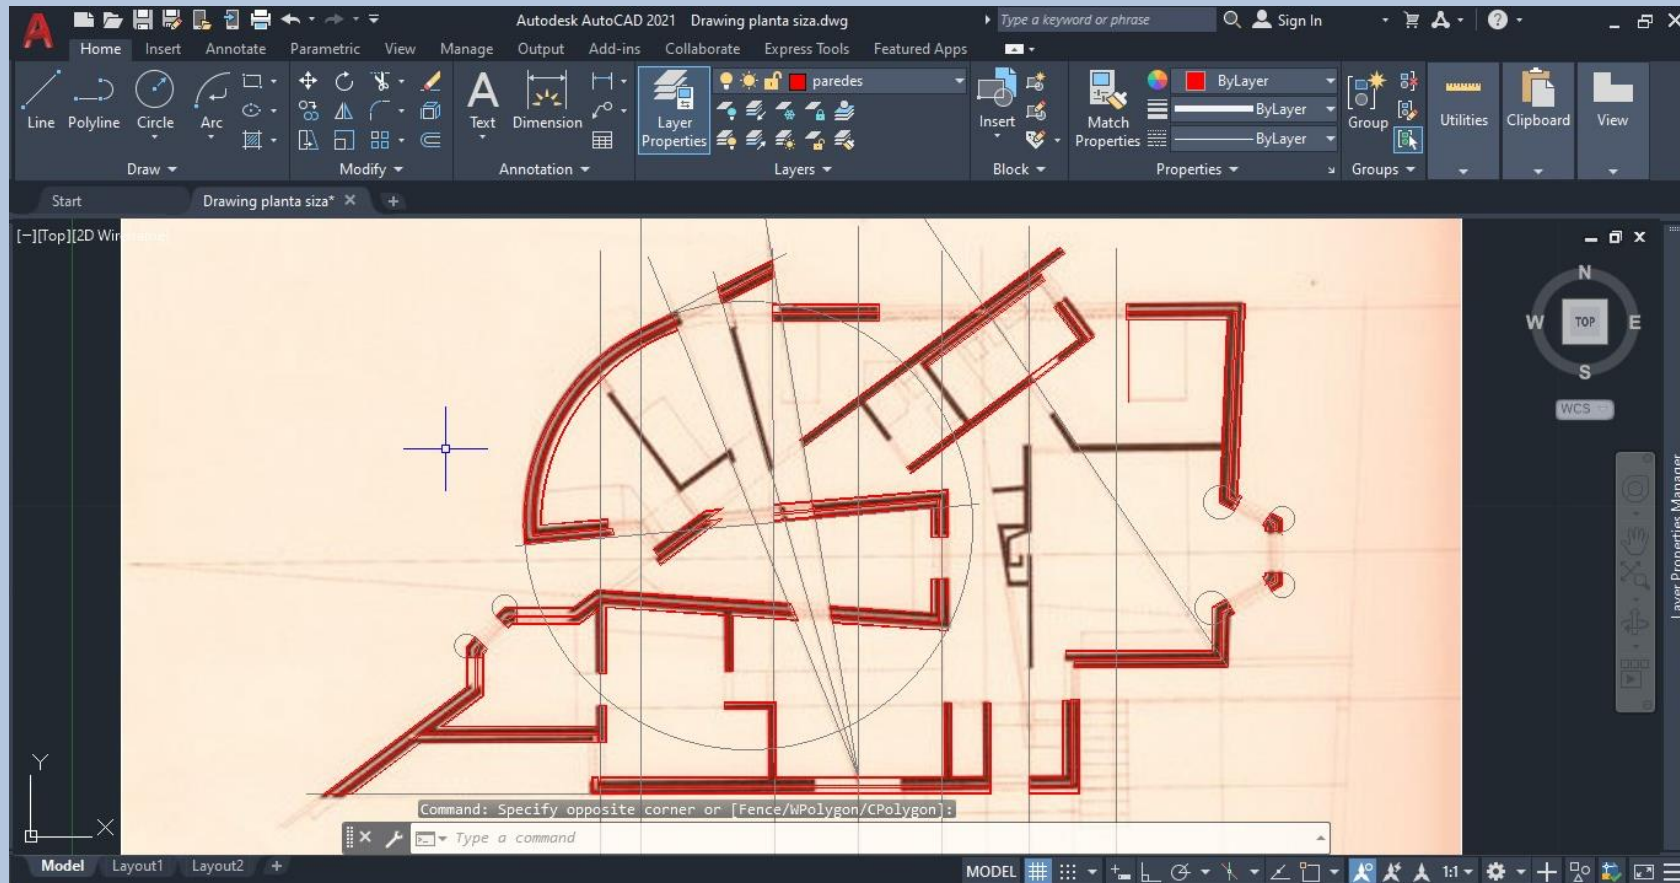 Autodesk AutoCAD 2021 Drawing planta siza.dwg
Type a keyword or phrase
Sign In
Home Insert Annotate Parametric View Manage Output Add-ins Collaborate Express Tools Featured Apps
paredes
ByLayer
ByLayer
ByLayer
Line Polyline Circle Arc
Text Dimension
Layer Properties
Insert
Match Properties
Group
Utilities
Clipboard
View
Draw Modify Annotation Layers Block Properties Groups
Start
Drawing planta siza*
[−][Top][2D Wir
N
W TOP E
S
WCS
Layer Properties Manager
Y
X
Command: Specify opposite corner or [Fence/WPolygon/CPolygon]:
Type a command
Model Layout1 Layout2 +
MODEL
1:1